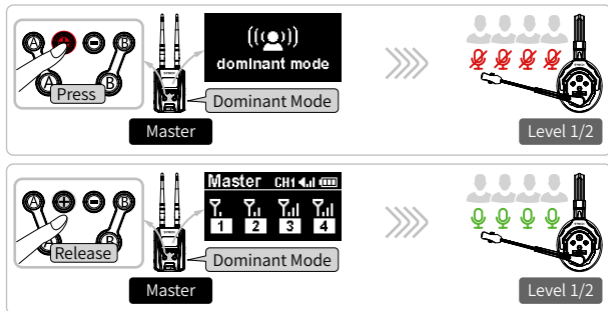 A + - B
A B
Press
((( )))
dominant mode
Dominant Mode
Master
Level 1/2
A + - B
A B
Release
Master CH1
1 2 3 4
Dominant Mode
Master
Level 1/2